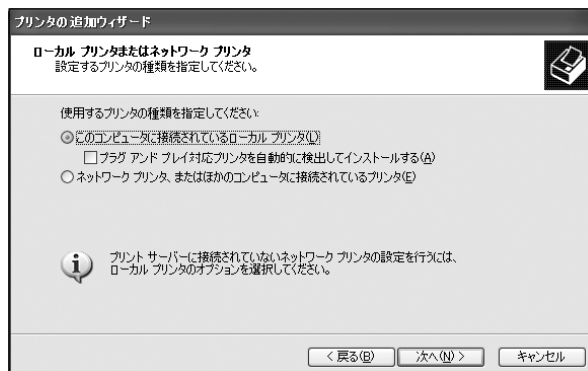 プリンタの追加ウィザード
ローカル プリンタまたはネットワーク プリンタ
設定するプリンタの種類を指定してください。
使用するプリンタの種類を指定してください:
このコンピュータに接続されているローカル プリンタ(L)
プラグ アンド プレイ対応プリンタを自動的に検出してインストールする(A)
ネットワーク プリンタ、またはほかのコンピュータに接続されているプリンタ(E)
プリント サーバーに接続されていないネットワーク プリンタの設定を行うには、
ローカル プリンタのオプションを選択してください。
< 戻る(B) 次へ(N) > キャンセル